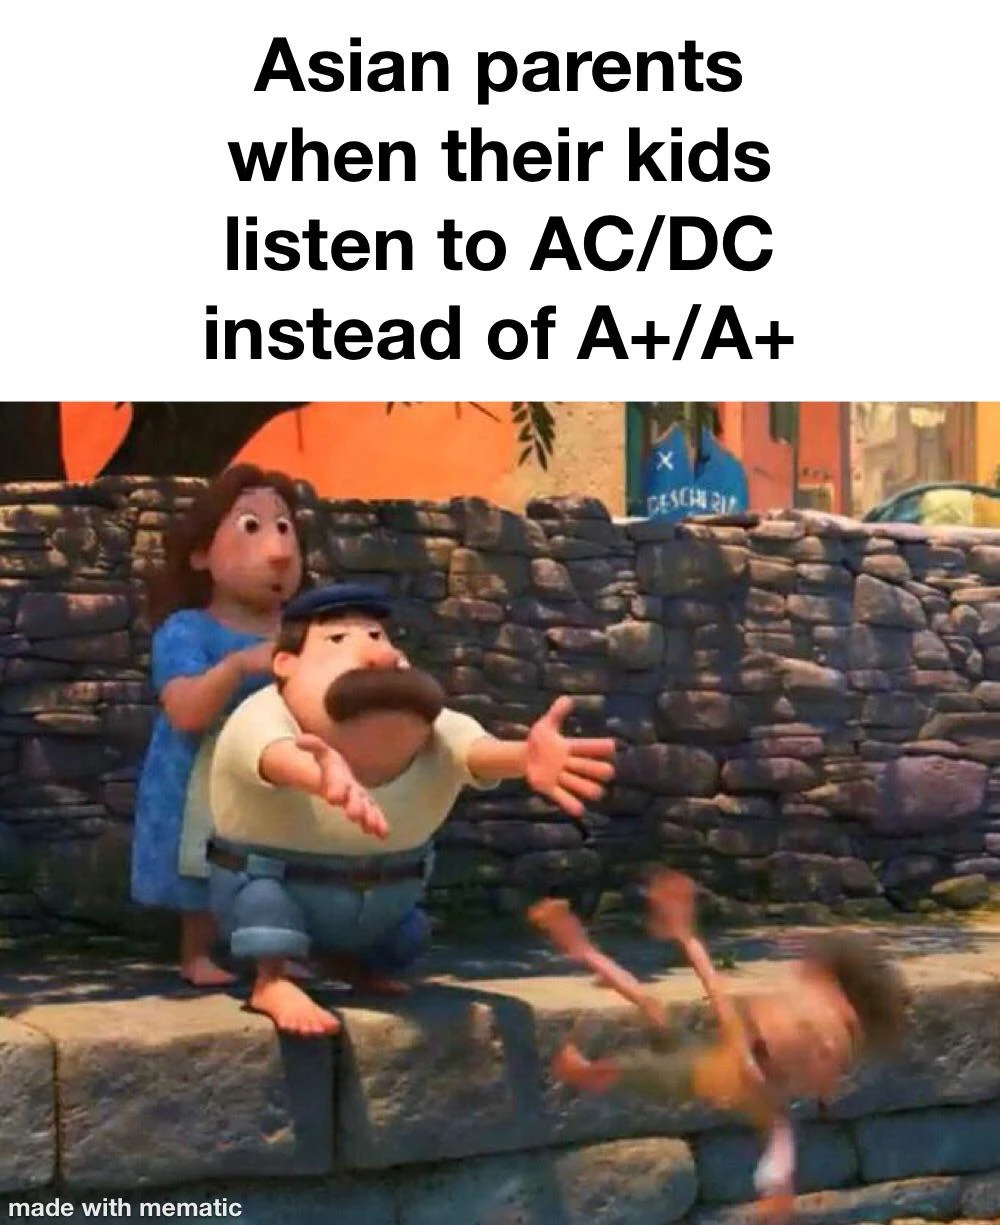 Asian parents
when their kids
listen to AC/DC
instead of A+/A+
made with mematic